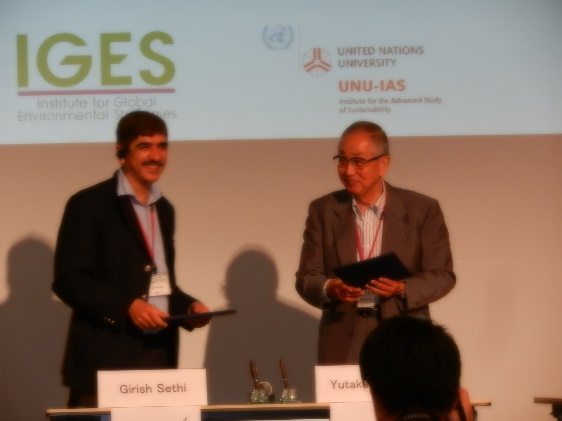 IGES
Institute for Global
Environmental
UNITED NATIONS
UNIVERSITY
UNU-IAS
Institute for the Advanced Study
of Sustainability
Girish Sethi